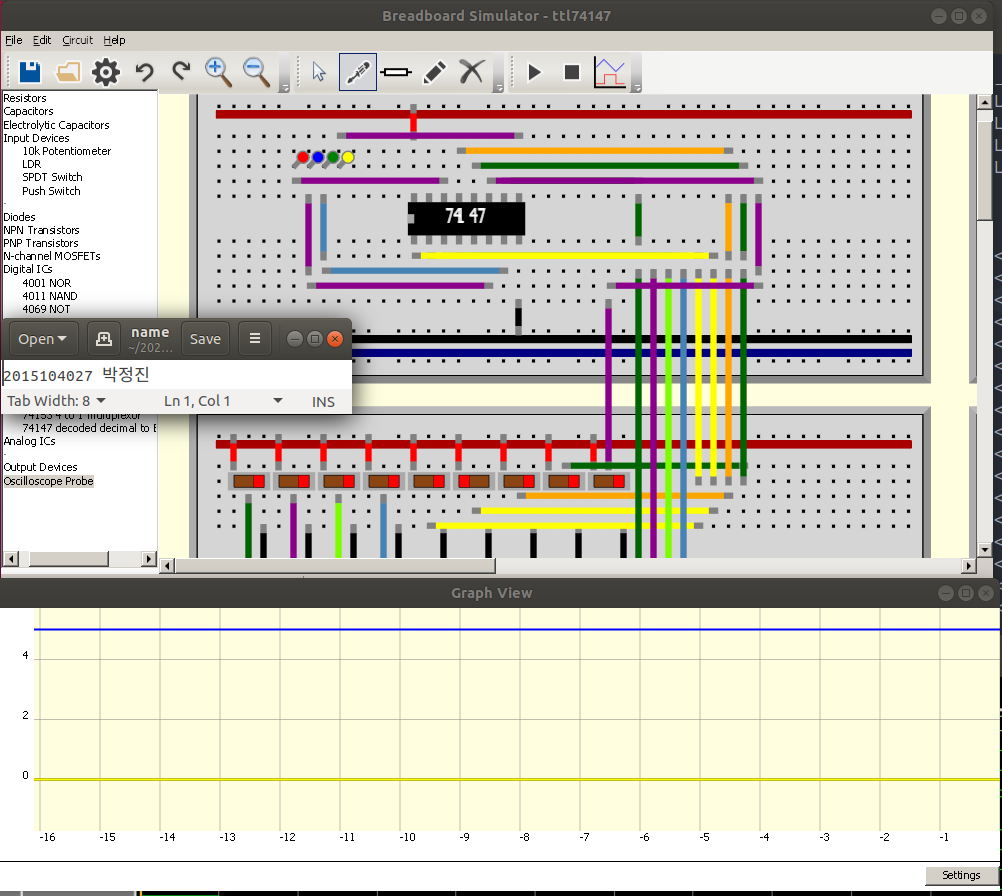 Breadboard Simulator - ttl74147
File Edit Circuit Help
Resistors
Capacitors
Electrolytic Capacitors
Input Devices
10k Potentiometer
LDR
SPDT Switch
Push Switch
Diodes
NPN Transistors
PNP Transistors
N-channel MOSFETs
Digital ICs
4001 NOR
4011 NAND
4069 NOT
74 47
Open name Save
~/202...
2015104027 박정진
Tab Width: 8 Ln 1, Col 1 INS
74153 4 to 1 multiplexor
74147 decoded decimal to
Analog ICs
Output Devices
Oscilloscope Probe
Graph View
4
2
0
-16 -15 -14 -13 -12 -11 -10 -9 -8 -7 -6 -5 -4 -3 -2 -1
Settings